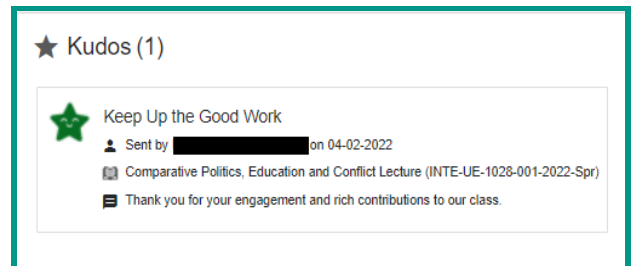 Kudos (1)
Keep Up the Good Work
Sent by on 04-02-2022
Comparative Politics, Education and Conflict Lecture (INTE-UE-1028-001-2022-Spr)
Thank you for your engagement and rich contributions to our class.